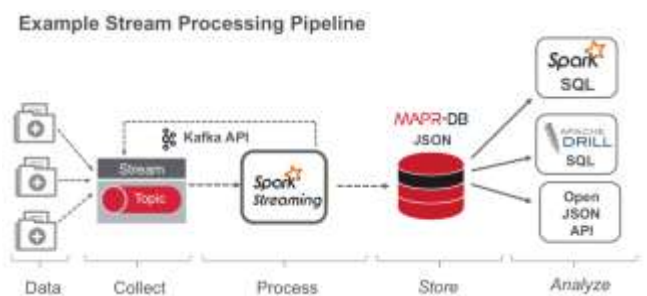 Example Stream Processing Pipeline
Spark
SQL
MAPR-DB
JSON
Kafka API
Stream
Topic
Spark
Streaming
APACHE
DRILL
SQL
Open
JSON
API
Data
Collect
Process
Store
Analyze